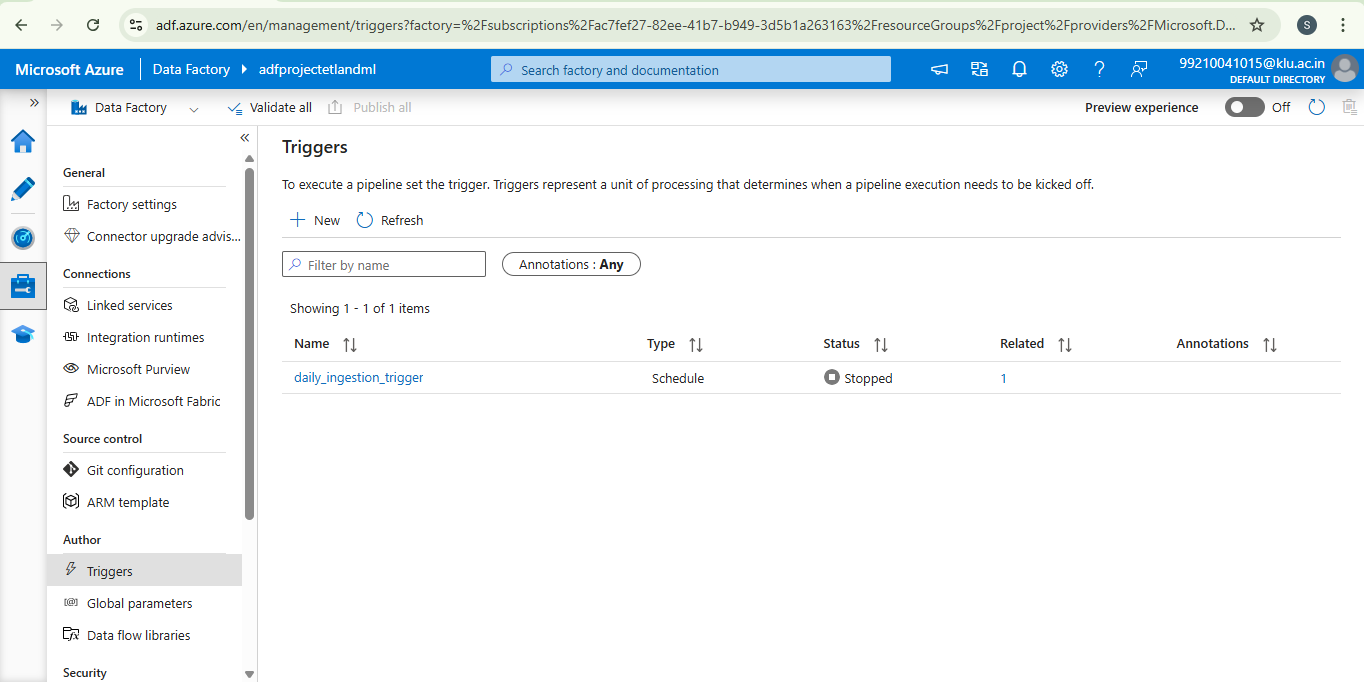 adf.azure.com/en/management/triggers?factory=%2Fsubscriptions%2Fac7fef27-82ee-41b7-b949-3d5b1a263163%2FresourceGroups%2Fproject%2Fproviders%2FMicrosoft.D...
S
Microsoft Azure
Data Factory
adfprojectetlandml
Search factory and documentation
99210041015@klu.ac.in
DEFAULT DIRECTORY
Data Factory
Validate all
Publish all
Preview experience
Off
General
Factory settings
Connector upgrade advis...
Connections
Linked services
Integration runtimes
Microsoft Purview
ADF in Microsoft Fabric
Source control
Git configuration
ARM template
Author
Triggers
Global parameters
Data flow libraries
Security
Triggers
To execute a pipeline set the trigger. Triggers represent a unit of processing that determines when a pipeline execution needs to be kicked off.
New
Refresh
Filter by name
Annotations : Any
Showing 1 - 1 of 1 items
Name Type Status Related Annotations
daily_ingestion_trigger Schedule Stopped 1